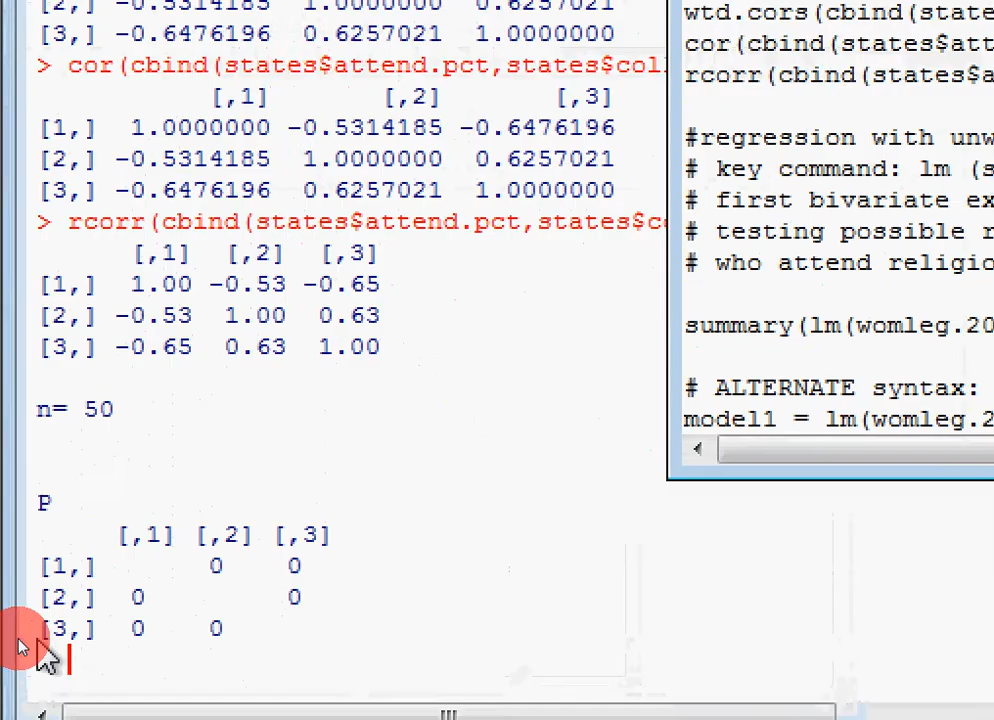 [2,] -0.5314185 1.0000000 0.6257021
[3,] -0.6476196 0.6257021 1.0000000
> cor(cbind(states$attend.pct,states$col
[,1] [,2] [,3]
[1,] 1.0000000 -0.5314185 -0.6476196
[2,] -0.5314185 1.0000000 0.6257021
[3,] -0.6476196 0.6257021 1.0000000
> rcorr(cbind(states$attend.pct,states$c
[,1] [,2] [,3]
[1,] 1.00 -0.53 -0.65
[2,] -0.53 1.00 0.63
[3,] -0.65 0.63 1.00
n= 50
P
[,1] [,2] [,3]
[1,] 0 0
[2,] 0 0
[3,] 0 0
wtd.cors(cbind(state
cor(cbind(states$att
rcorr(cbind(states$a
#regression with unw
# key command: lm (s
# first bivariate ex
# testing possible r
# who attend religio
summary(lm(womleg.20
# ALTERNATE syntax:
model1 = lm(womleg.2